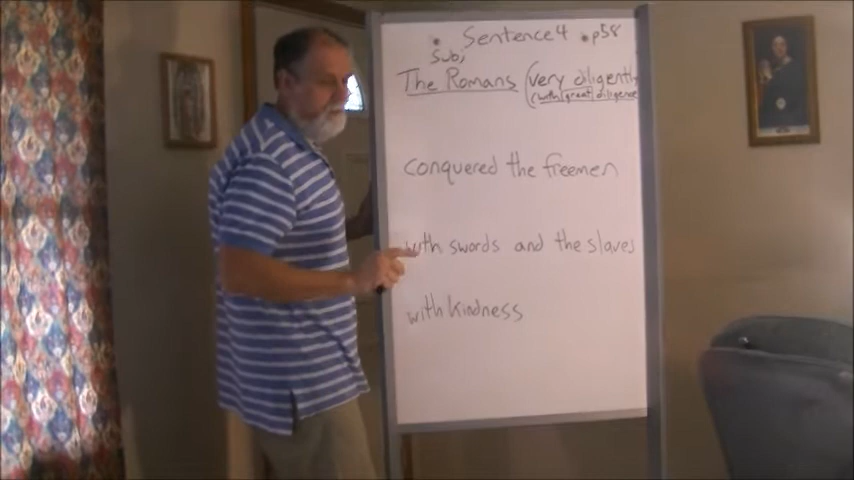 Sentence 4 • p58
Sub;
The Romans (very diligently
(with great diligence
conquered the freemen
with swords and the slaves
with kindness